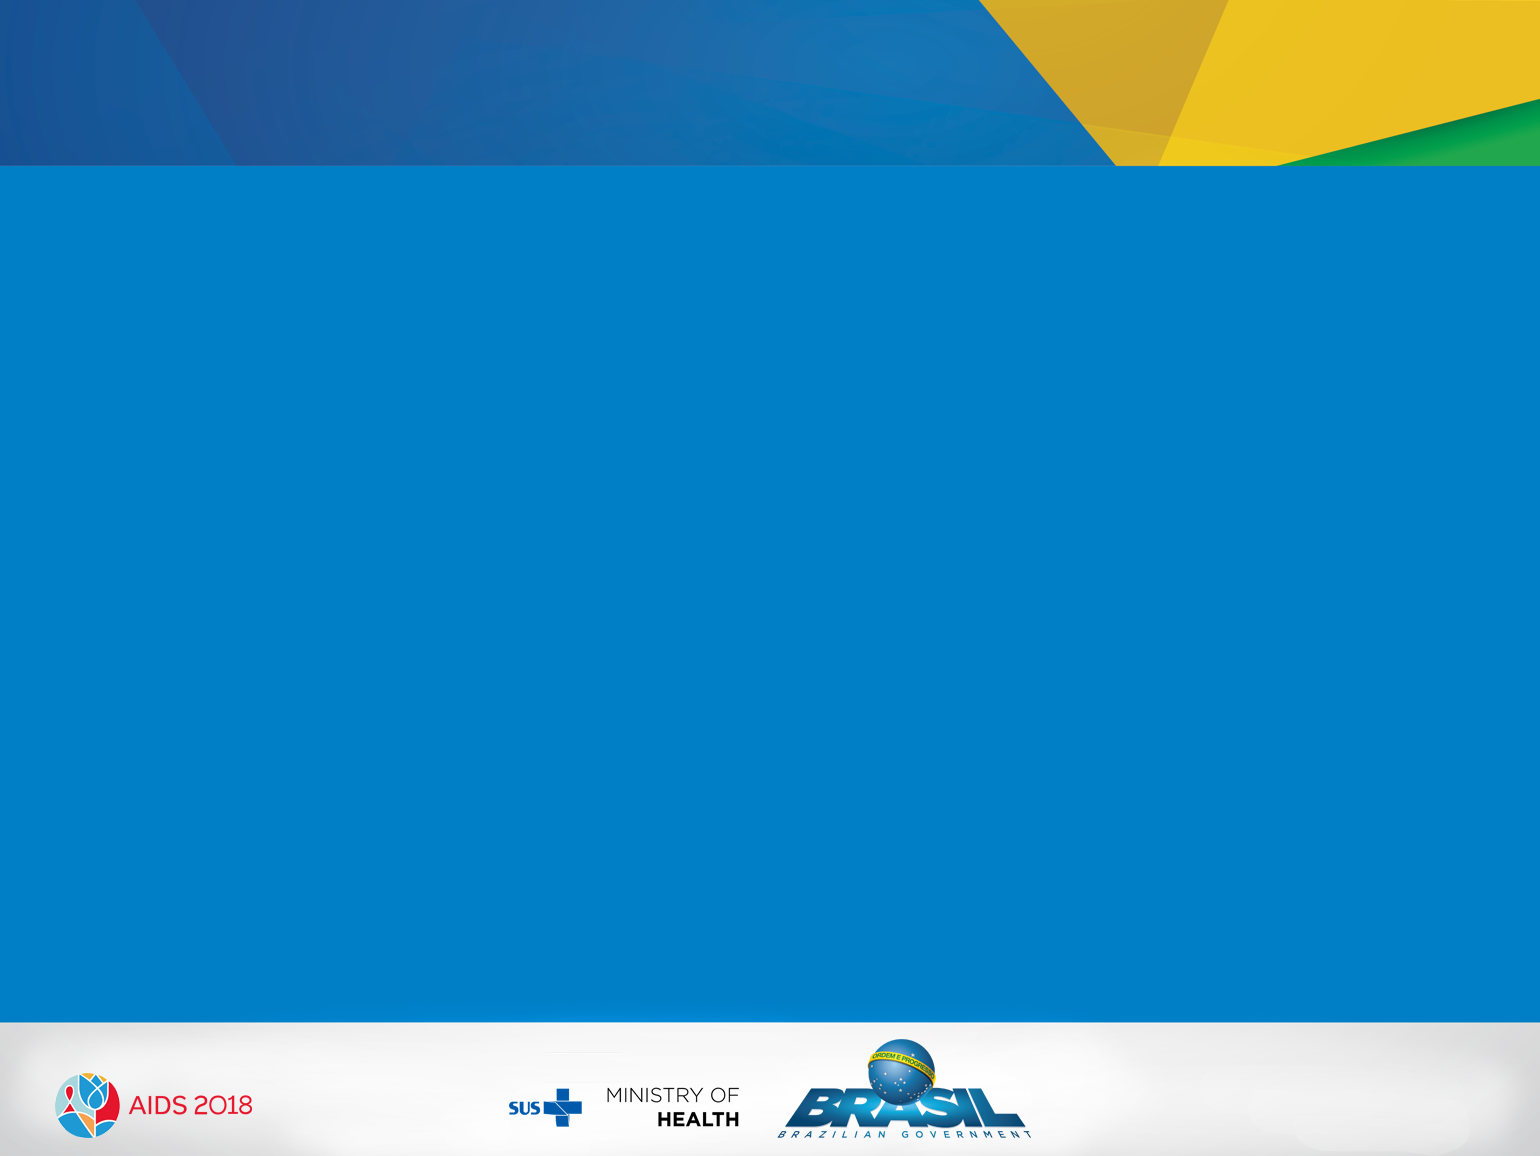 AIDS 2018
SUS
MINISTRY OF
HEALTH
ORDEM E PROGRESSO
BRASIL
BRAZILIAN GOVERNMENT